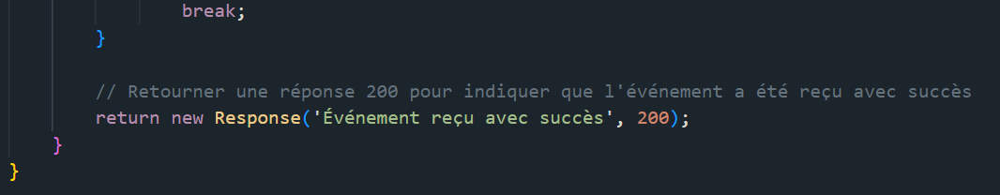 break;
}
// Retourner une réponse 200 pour indiquer que l'événement a été reçu avec succès
return new Response('Événement reçu avec succès', 200);
}
}